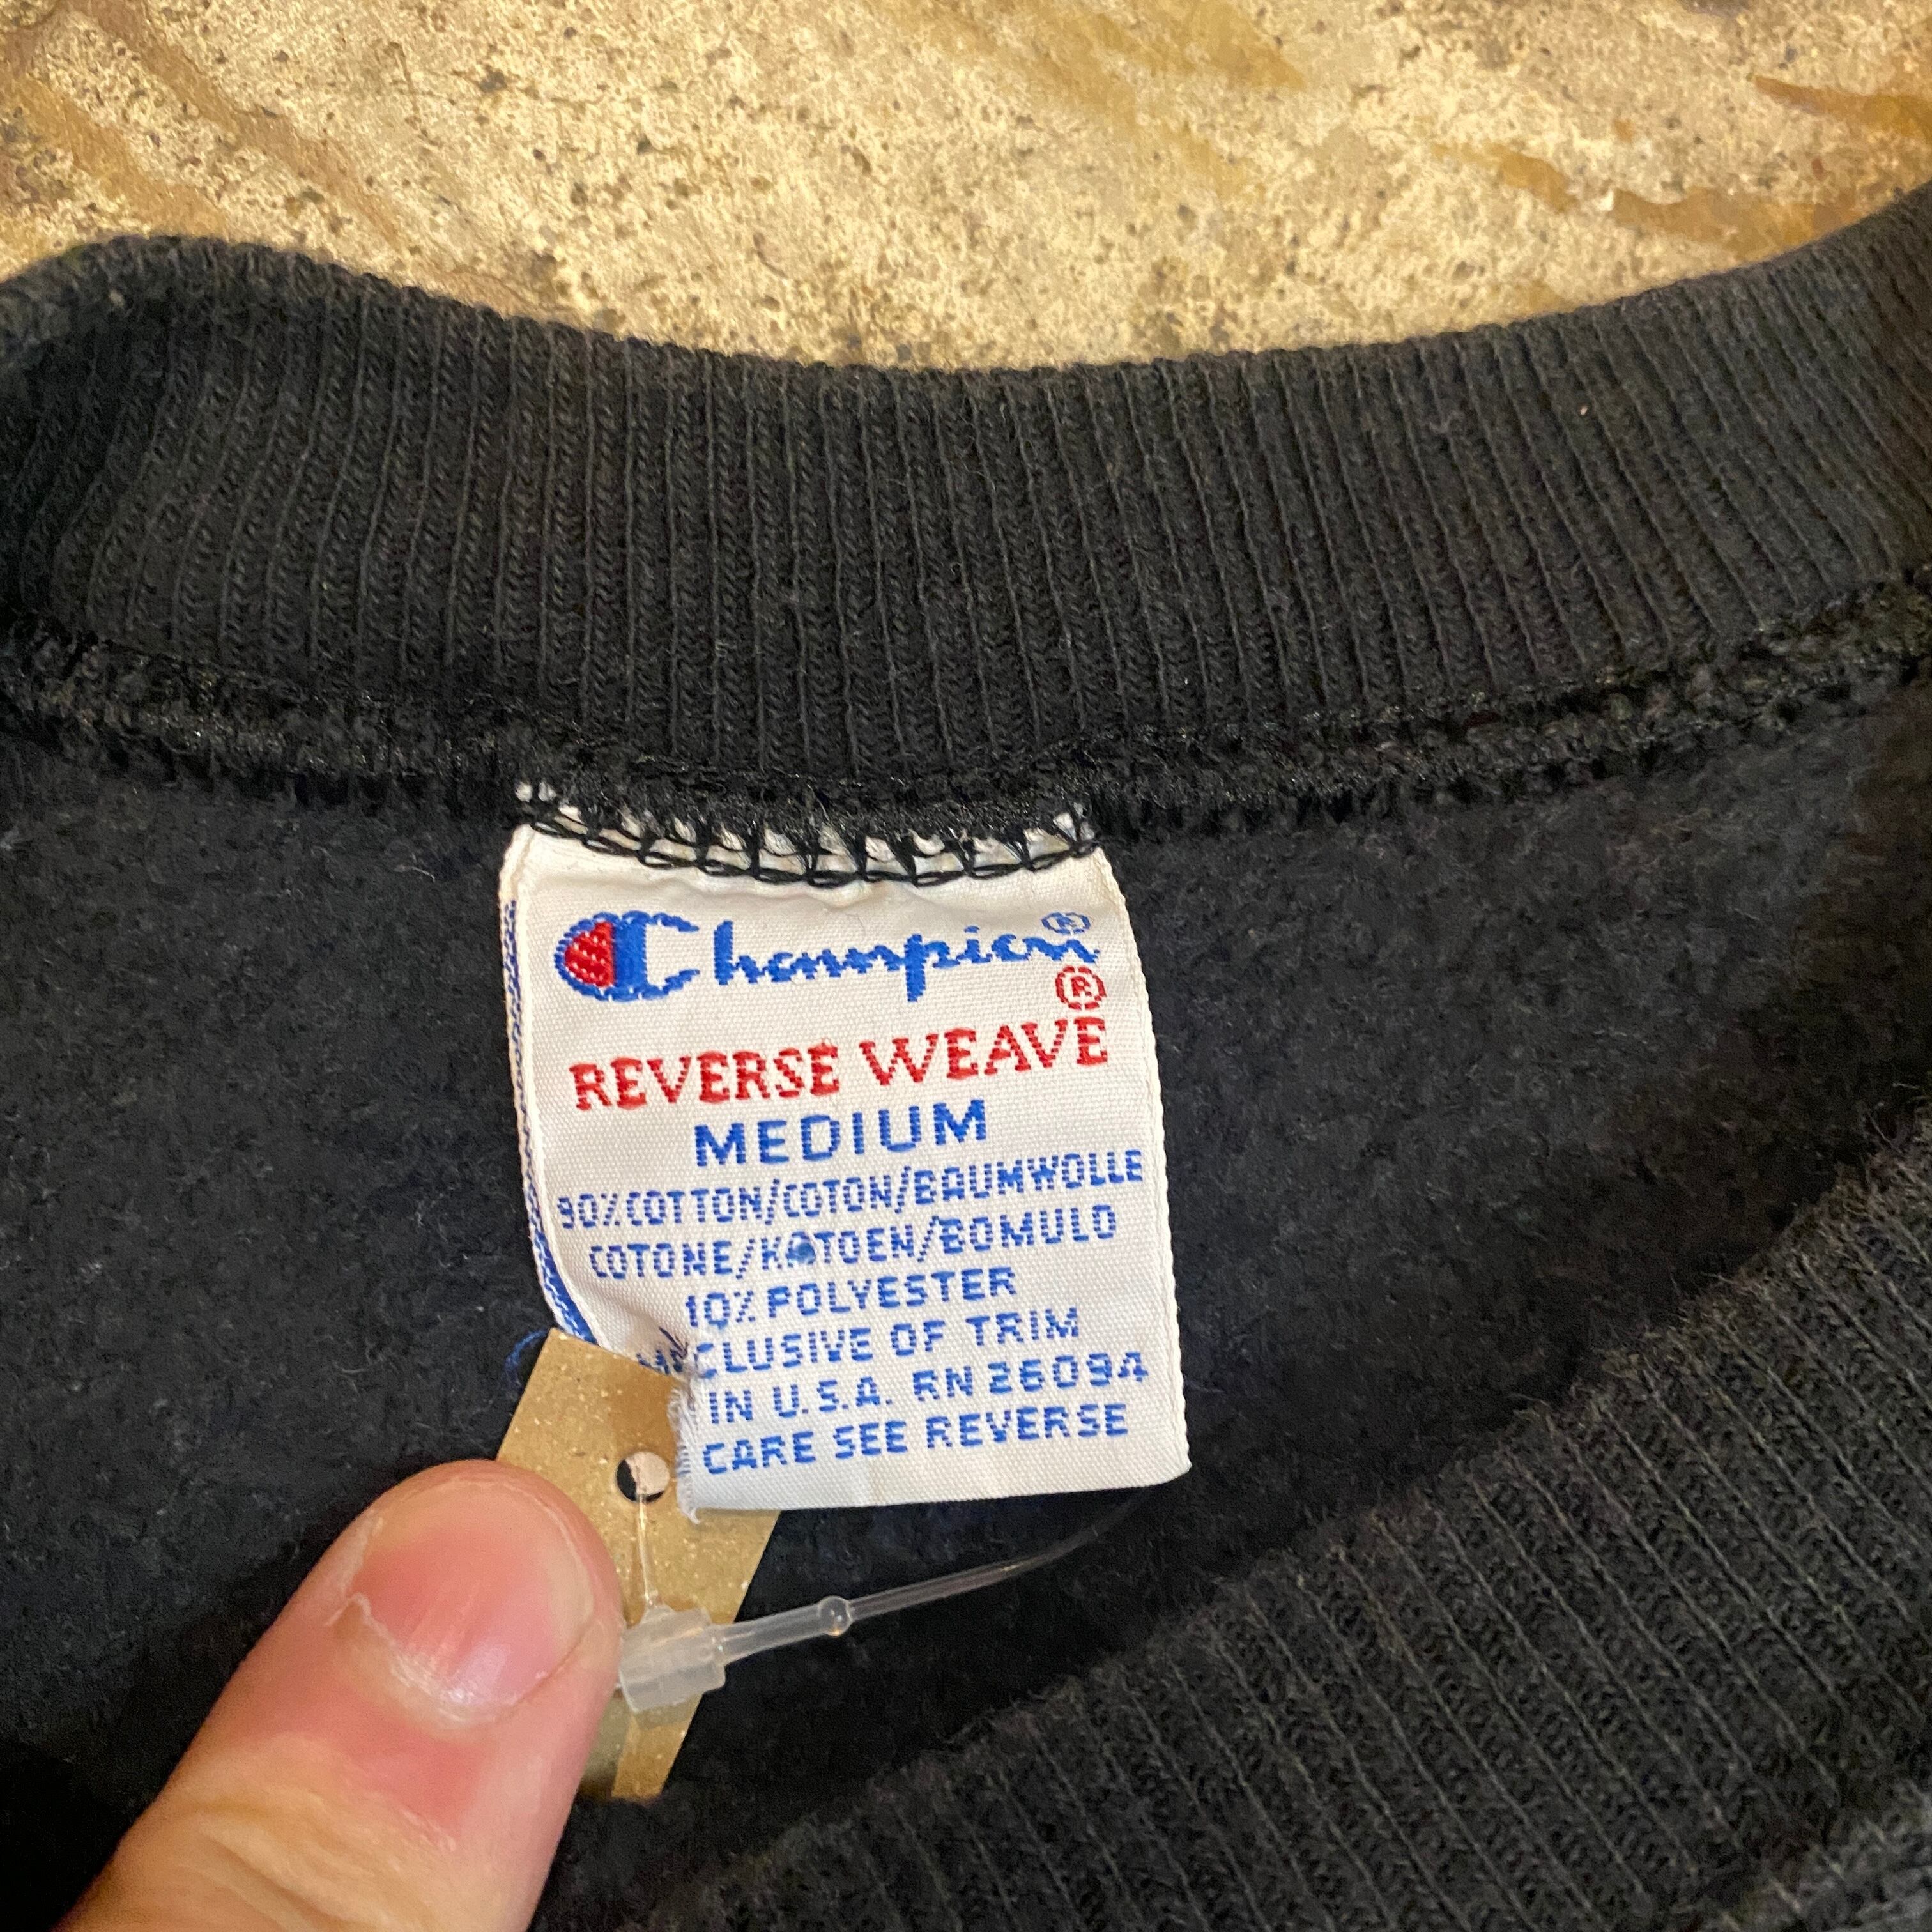 Champion®
®
REVERSE WEAVE
MEDIUM
90% COTTON/COTON/BAUMWOLLE
COTONE/KATOEN/BOMULD
10% POLYESTER
CLUSIVE OF TRIM
IN U.S.A. RN 26094
CARE SEE REVERSE